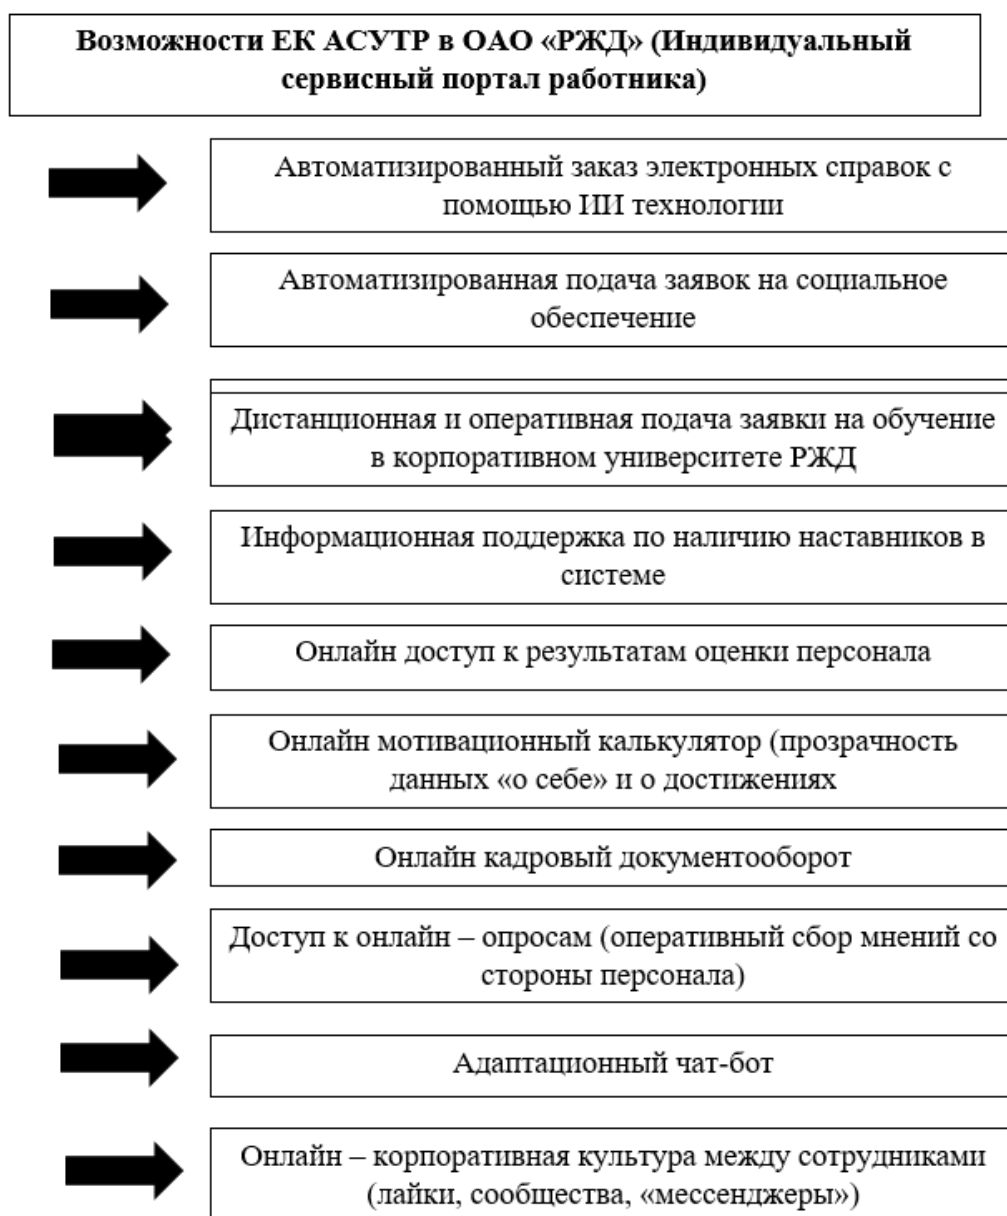 Возможности ЕК АСУТР в ОАО «РЖД» (Индивидуальный
сервисный портал работника)
Автоматизированный заказ электронных справок с
помощью ИИ технологии
Автоматизированная подача заявок на социальное
обеспечение
Дистанционная и оперативная подача заявки на обучение
в корпоративном университете РЖД
Информационная поддержка по наличию наставников в
системе
Онлайн доступ к результатам оценки персонала
Онлайн мотивационный калькулятор (прозрачность
данных «о себе» и о достижениях
Онлайн кадровый документооборот
Доступ к онлайн – опросам (оперативный сбор мнений со
стороны персонала)
Адаптационный чат-бот
Онлайн – корпоративная культура между сотрудниками
(лайки, сообщества, «мессенджеры»)